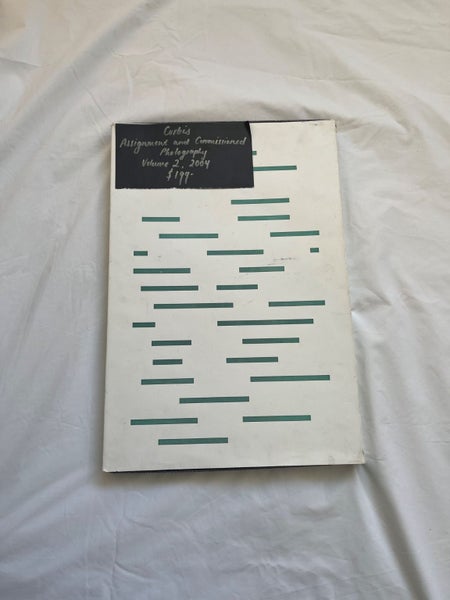 Corbis
Assignment and Commissioned
Photography
Volume 2, 2004
$199-